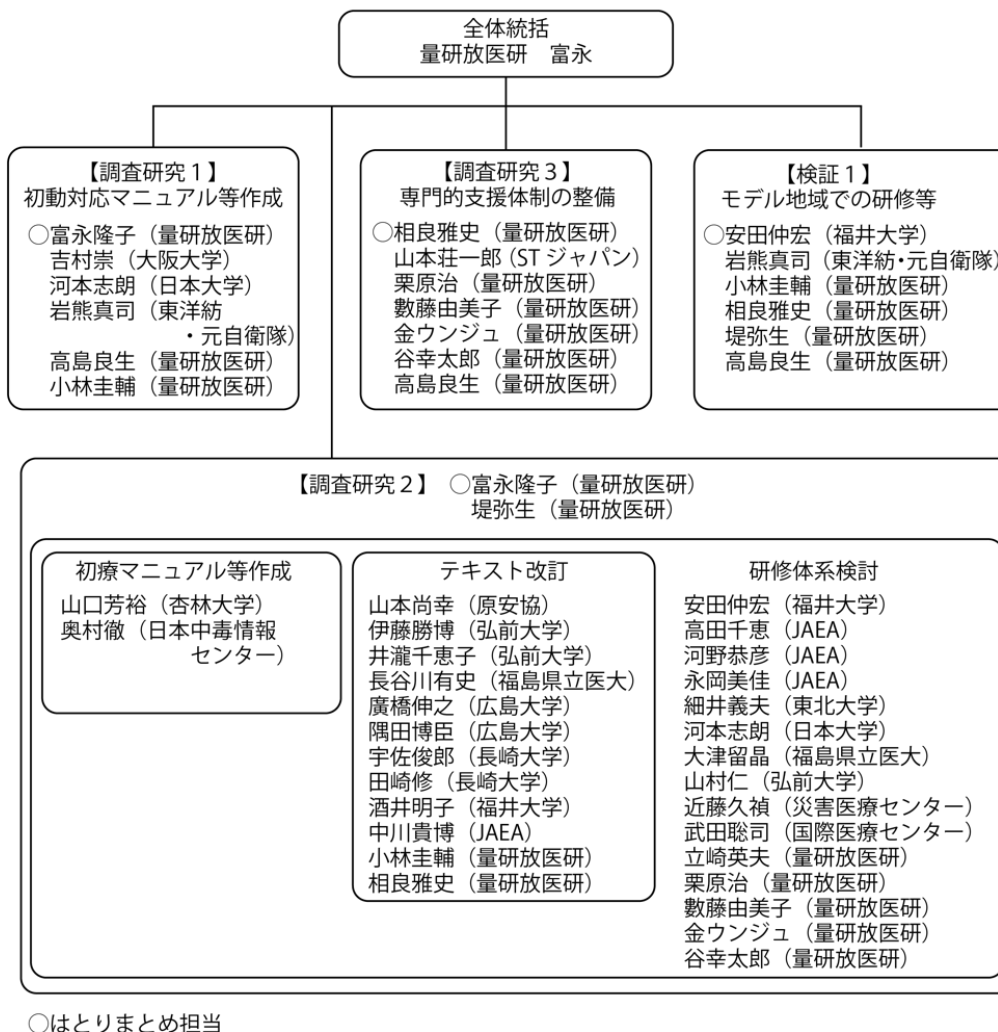 全体統括
量研放医研 富永
【調査研究1】
初動対応マニュアル等作成
○富永隆子（量研放医研）
吉村崇（大阪大学）
河本志朗（日本大学）
岩熊真司（東洋紡
・元自衛隊）
高島良生（量研放医研）
小林圭輔（量研放医研）
【調査研究3】
専門的支援体制の整備
○相良雅史（量研放医研）
山本荘一郎（STジャパン）
栗原治（量研放医研）
數藤由美子（量研放医研）
金ウンジュ（量研放医研）
谷幸太郎（量研放医研）
高島良生（量研放医研）
【検証1】
モデル地域での研修等
○安田仲宏（福井大学）
岩熊真司（東洋紡・元自衛隊）
小林圭輔（量研放医研）
相良雅史（量研放医研）
堤弥生（量研放医研）
高島良生（量研放医研）
【調査研究2】 ○富永隆子（量研放医研）
堤弥生（量研放医研）
初療マニュアル等作成
山口芳裕（杏林大学）
奥村徹（日本中毒情報
センター）
テキスト改訂
山本尚幸（原安協）
伊藤勝博（弘前大学）
井瀧千恵子（弘前大学）
長谷川有史（福島県立医大）
廣橋伸之（広島大学）
隅田博臣（広島大学）
宇佐俊郎（長崎大学）
田崎修（長崎大学）
酒井明子（福井大学）
中川貴博（JAEA）
小林圭輔（量研放医研）
相良雅史（量研放医研）
研修体系検討
安田仲宏（福井大学）
高田千恵（JAEA）
河野恭彦（JAEA）
永岡美佳（JAEA）
細井義夫（東北大学）
河本志朗（日本大学）
大津留晶（福島県立医大）
山村仁（弘前大学）
近藤久禎（災害医療センター）
武田聡司（国際医療センター）
立崎英夫（量研放医研）
栗原治（量研放医研）
數藤由美子（量研放医研）
金ウンジュ（量研放医研）
谷幸太郎（量研放医研）
○はとりまとめ担当